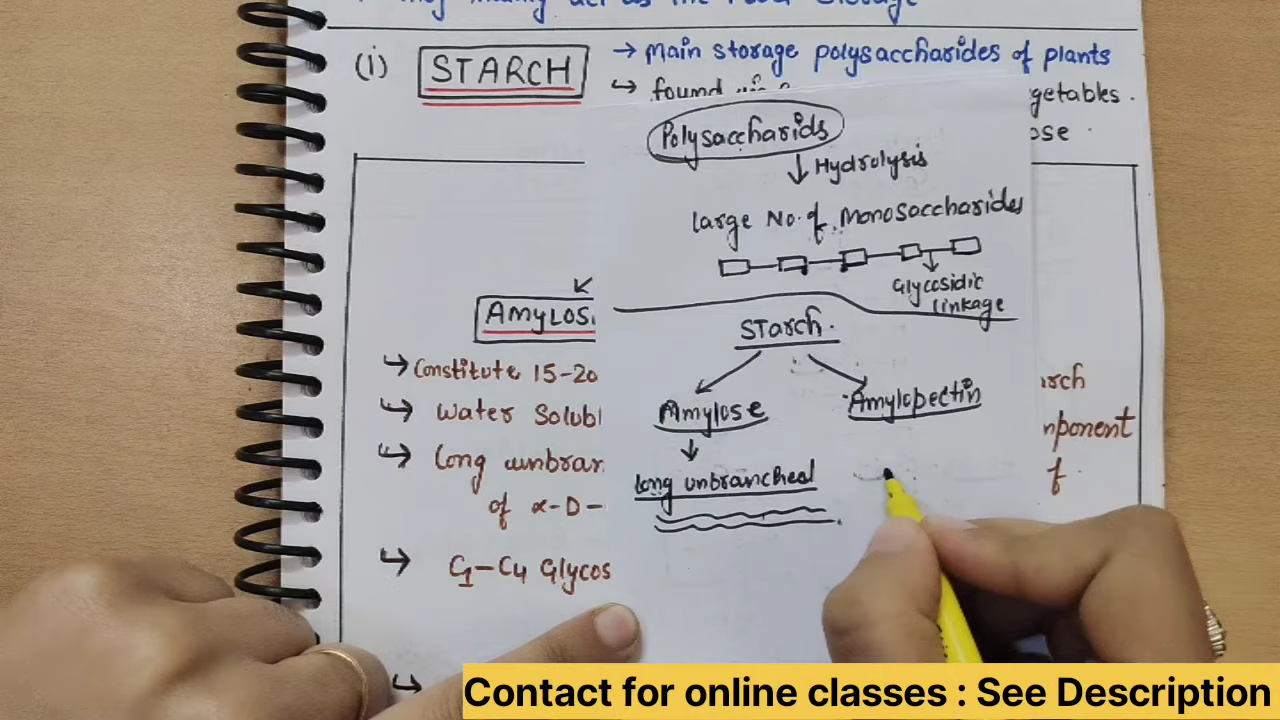 (i) STARCH → main storage polysaccharides of plants
↳ found
getables.
ose
Polysaccharids
↓ Hydrolysis
large No. of Monosaccharides
Glycosidic
linkage
Starch.
AMYLOS
Amylose
Amylopectin
↳ Constitute 15-20
↳ water Solubl
↳ long unbran
of α-D-
↳ C1-C4 Glycos
long unbranched
rch
mponent
f
Contact for online classes : See Description